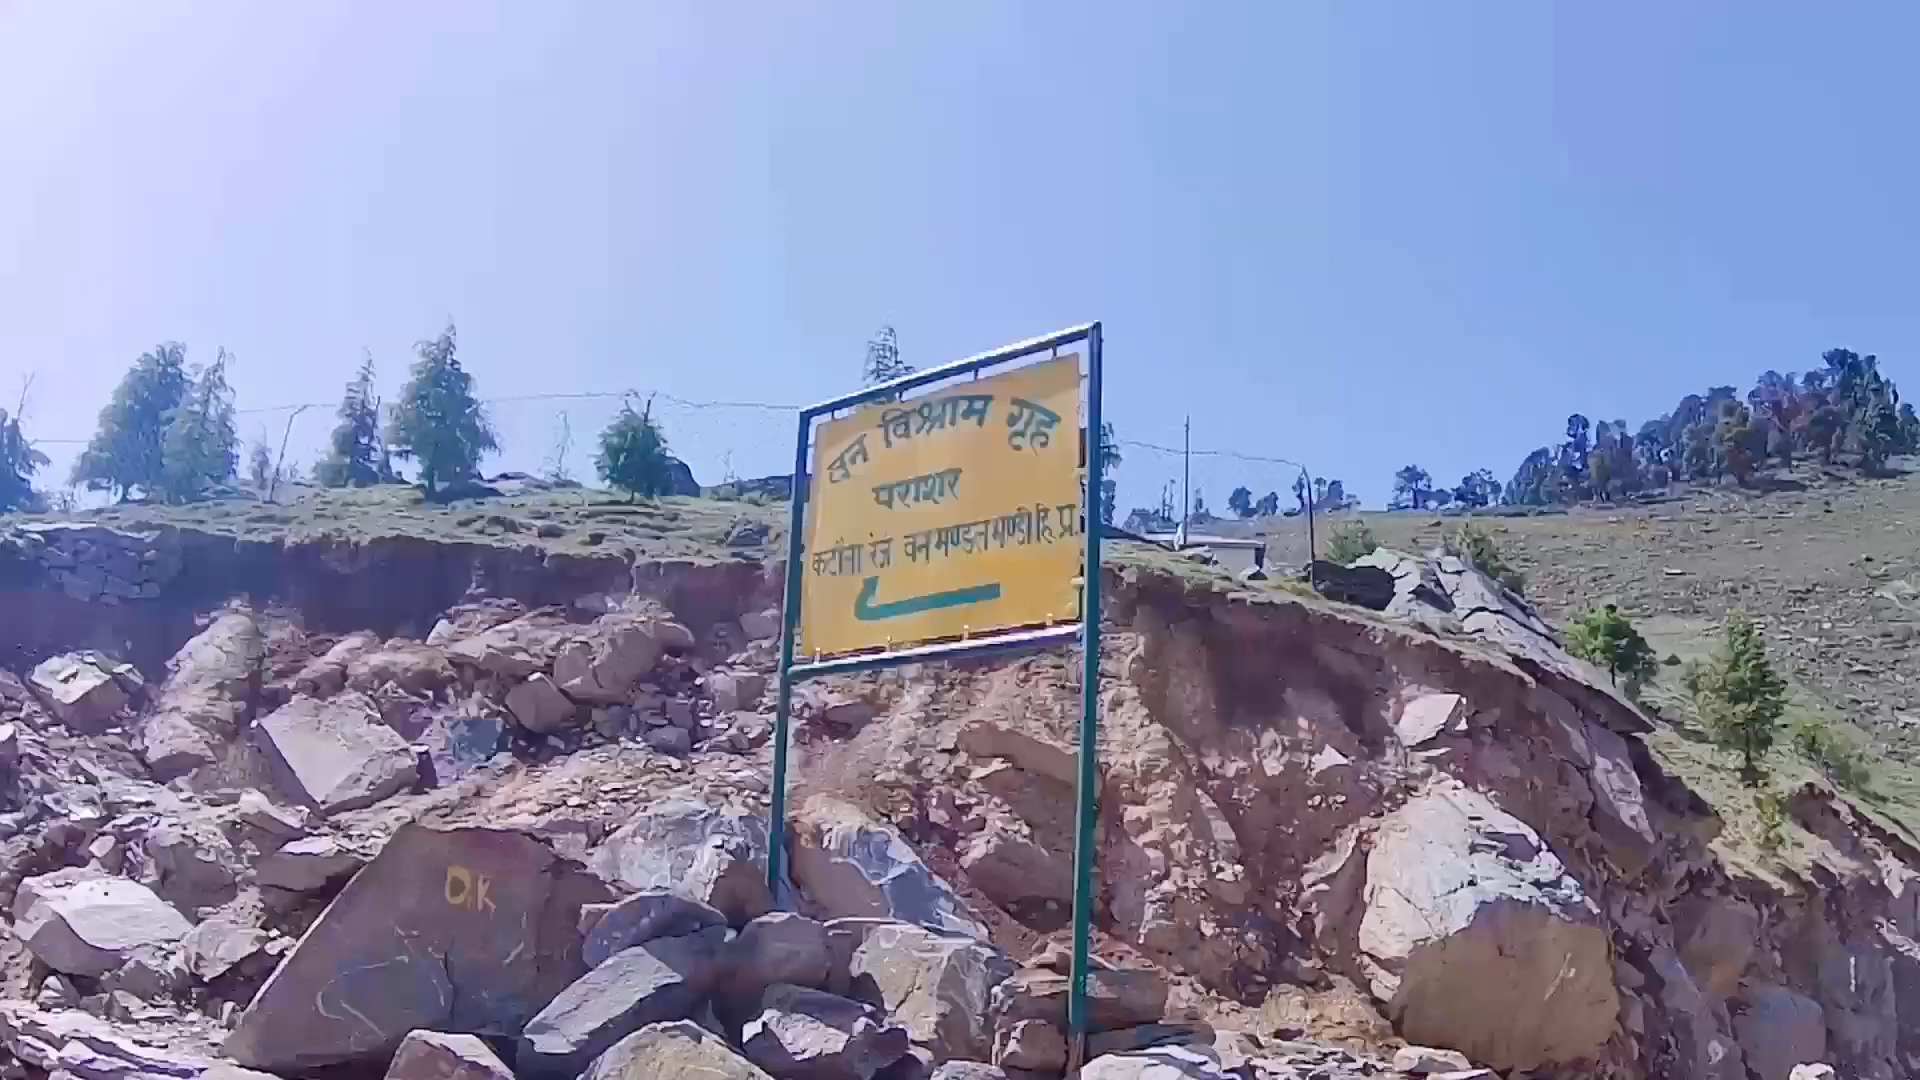 वन विश्राम गृह
पराशर
कटौना रेंज वन मण्डल मण्डी हि.प्र.
D.K